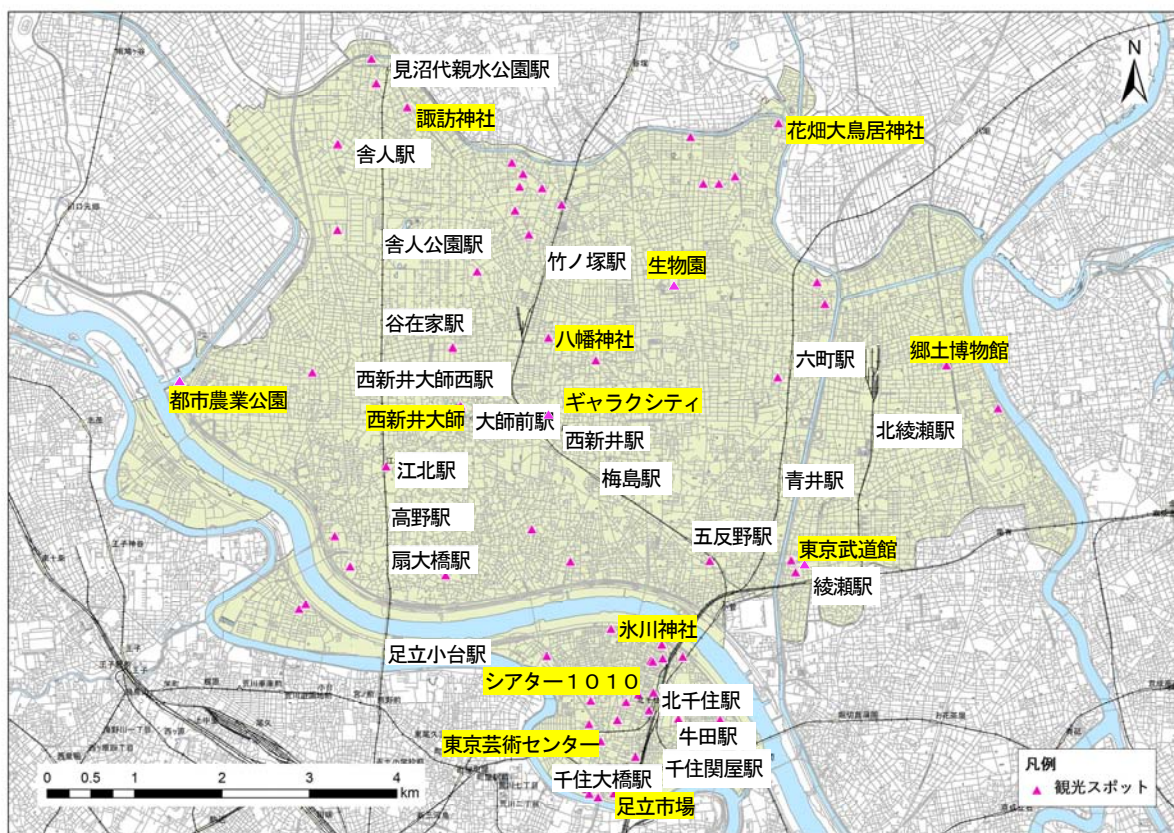 見沼代親水公園駅
N
諏訪神社
花畑大鳥居神社
舎人駅
舎人公園駅
竹ノ塚駅
生物園
谷在家駅
八幡神社
六町駅
郷土博物館
西新井大師西駅
都市農業公園
ギャラクシティ
西新井大師
大師前駅
北綾瀬駅
西新井駅
江北駅
梅島駅
青井駅
高野駅
五反野駅
東京武道館
扇大橋駅
綾瀬駅
氷川神社
足立小台駅
シアター１０１０
北千住駅
牛田駅
東京芸術センター
千住関屋駅
千住大橋駅
足立市場
0 0.5 1 2 3 4
km
凡例
観光スポット